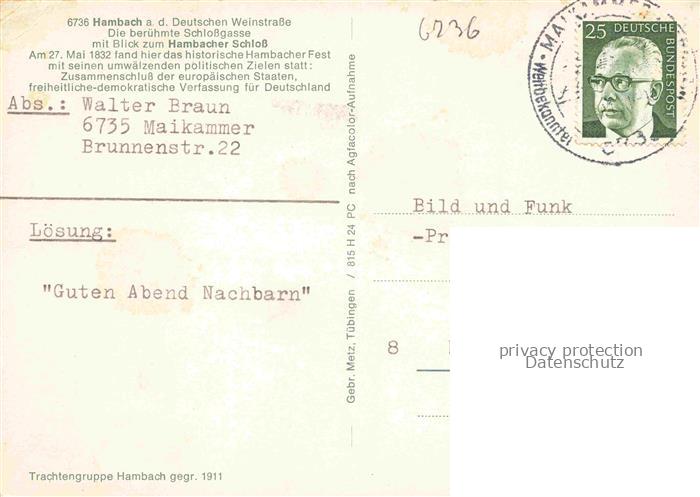 6736 Hambach a. d. Deutschen Weinstraße
Die berühmte Schloßgasse
mit Blick zum Hambacher Schloß
Am 27. Mai 1832 fand hier das historische Hambacher Fest
mit seinen umwälzenden politischen Zielen statt:
Zusammenschluß der europäischen Staaten,
freiheitliche-demokratische Verfassung für Deutschland
Abs.: Walter Braun
6735 Maikammer
Brunnenstr.22
Lösung:
"Guten Abend Nachbarn"
Trachtengruppe Hambach gegr. 1911
Gebr. Metz, Tübingen / 815 H 24 PC nach Agfacolor-Aufnahme
6736
25 DEUTSCHE
BUNDESPOST
MAIKAMMER
Bild und Funk
-Pr
8
privacy protection
Datenschutz